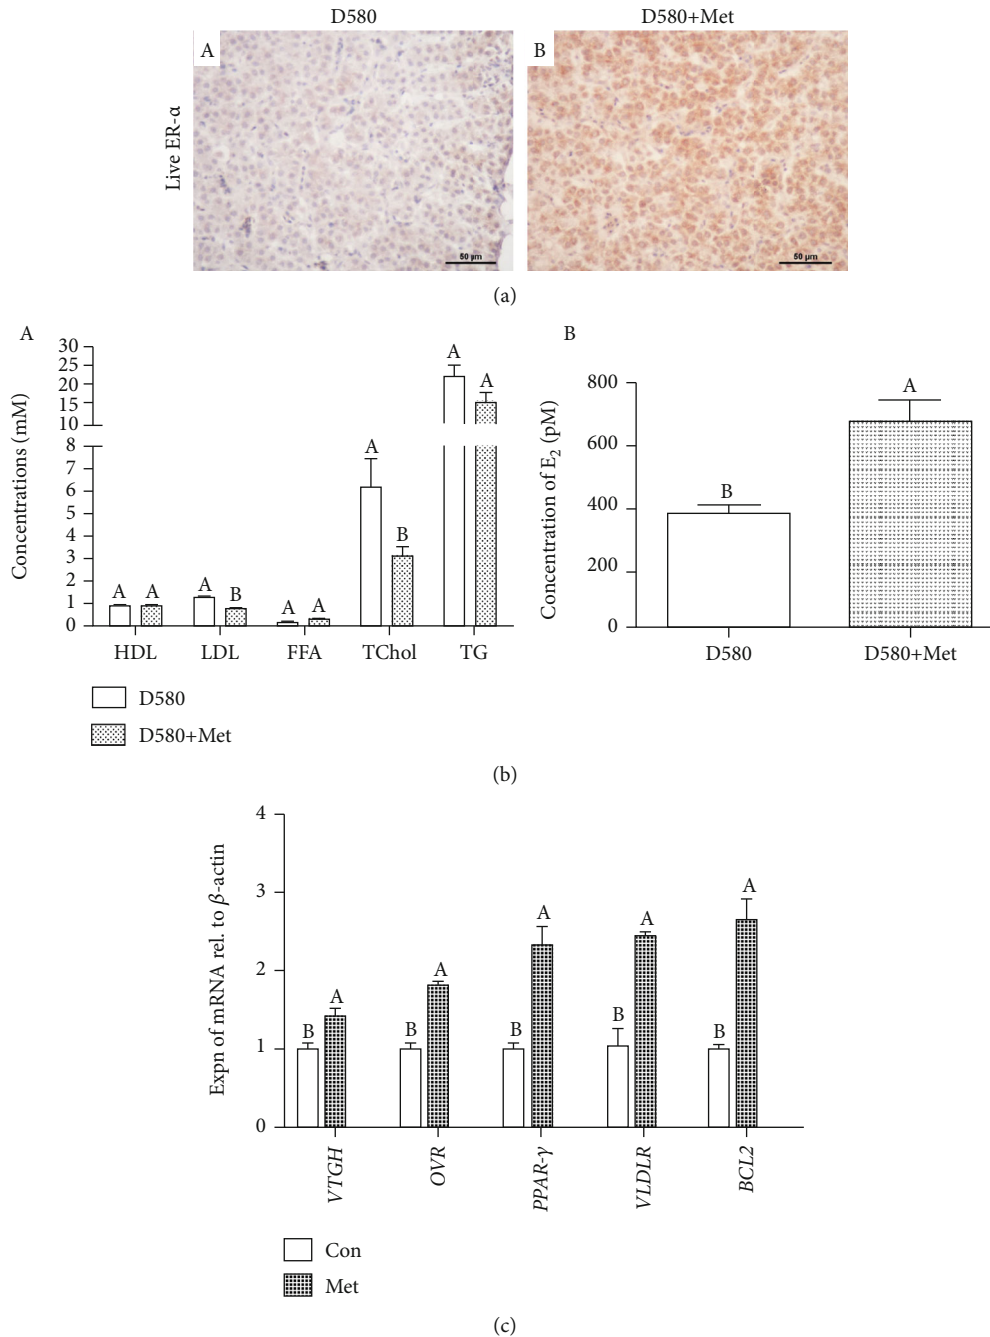 D580 D580+Met
A B
Live ER-α
50 µm 50 µm
(a)
A
Concentrations (mM)
30
25
20
15
10
8
7
6
5
4
3
2
1
0
A A A B A A A B A A
HDL LDL FFA TChol TG
D580
D580+Met
B
Concentration of E2 (pM)
800
600
400
200
0
B A
D580 D580+Met
(b)
Expn of mRNA rel. to β-actin
4
3
2
1
0
B A B A B A B A B A
VTGH OVR PPAR-γ VLDLR BCL2
Con
Met
(c)